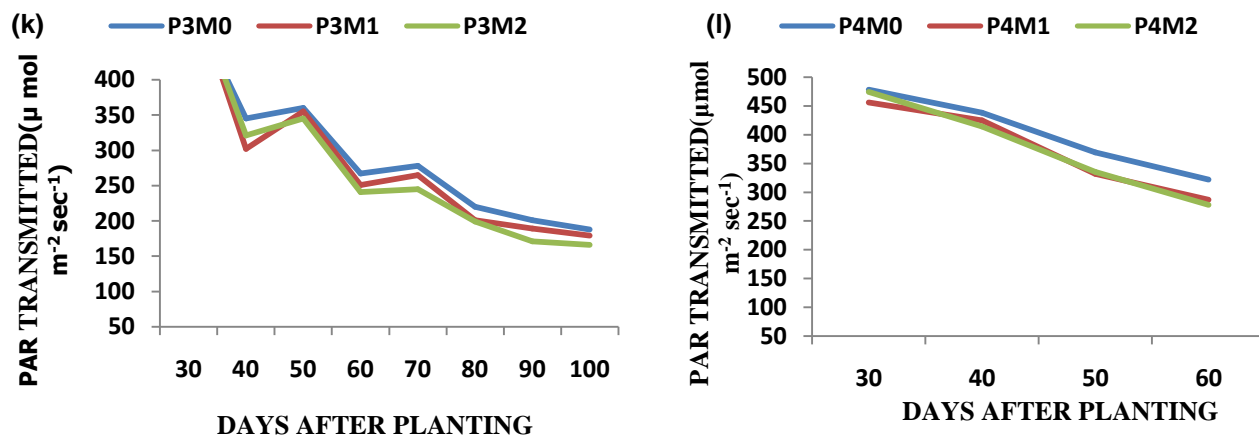 (k) P3M0 P3M1 P3M2
PAR TRANSMITTED(µ mol
m⁻² sec⁻¹)
400
350
300
250
200
150
100
50
30 40 50 60 70 80 90 100
DAYS AFTER PLANTING
(l) P4M0 P4M1 P4M2
PAR TRANSMITTED(µmol
m⁻² sec⁻¹)
500
450
400
350
300
250
200
150
100
50
30 40 50 60
DAYS AFTER PLANTING